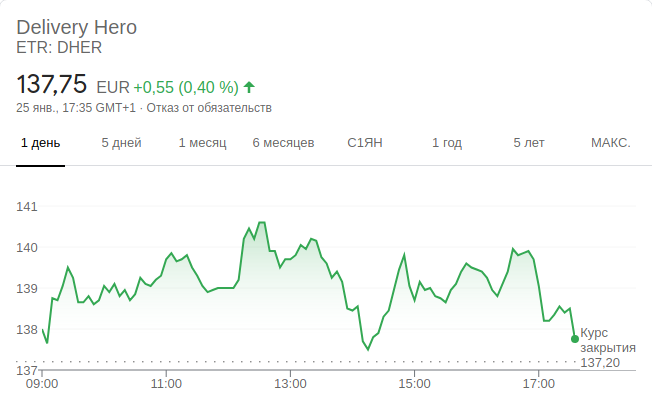 Delivery Hero
ETR: DHER
137,75 EUR +0,55 (0,40 %)
25 янв., 17:35 GMT+1 · Отказ от обязательств
1 день 5 дней 1 месяц 6 месяцев С1ЯН 1 год 5 лет МАКС.
141
140
139
138
137
Курс
закрытия
137,20
09:00 11:00 13:00 15:00 17:00